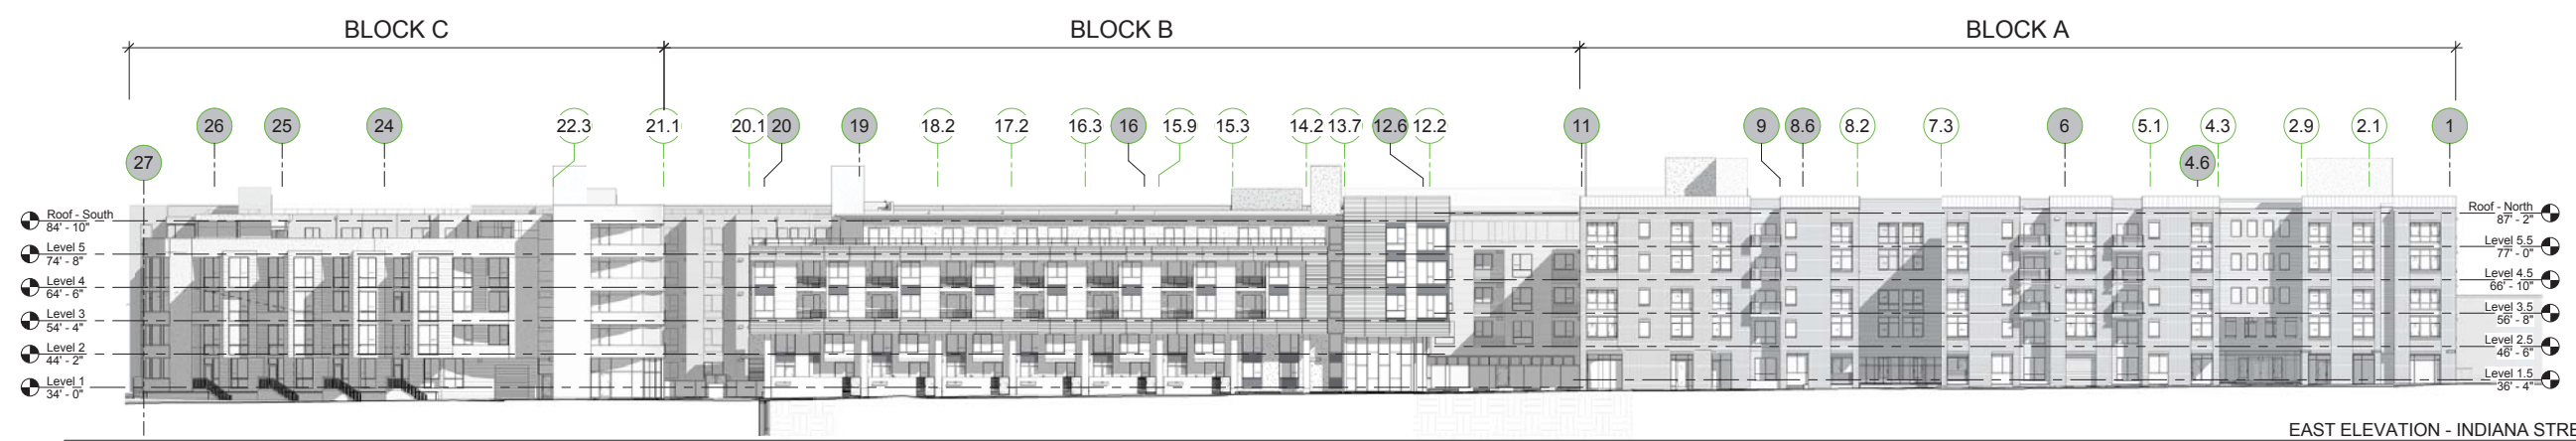 BLOCK C BLOCK B BLOCK A
26 25 24 22.3 21.1 20.1 20 19 18.2 17.2 16.3 16 15.9 15.3 14.2 13.7 12.6 12.2 11 9 8.6 8.2 7.3 6 5.1 4.3 2.9 2.1 1
27 4.6
Roof - South
84' - 10"
Level 5
74' - 8"
Level 4
64' - 6"
Level 3
54' - 4"
Level 2
44' - 2"
Level 1
34' - 0"
Roof - North
87' - 2"
Level 5.5
77' - 0"
Level 4.5
66' - 10"
Level 3.5
56' - 8"
Level 2.5
46' - 6"
Level 1.5
36' - 4"
EAST ELEVATION - INDIANA STRE